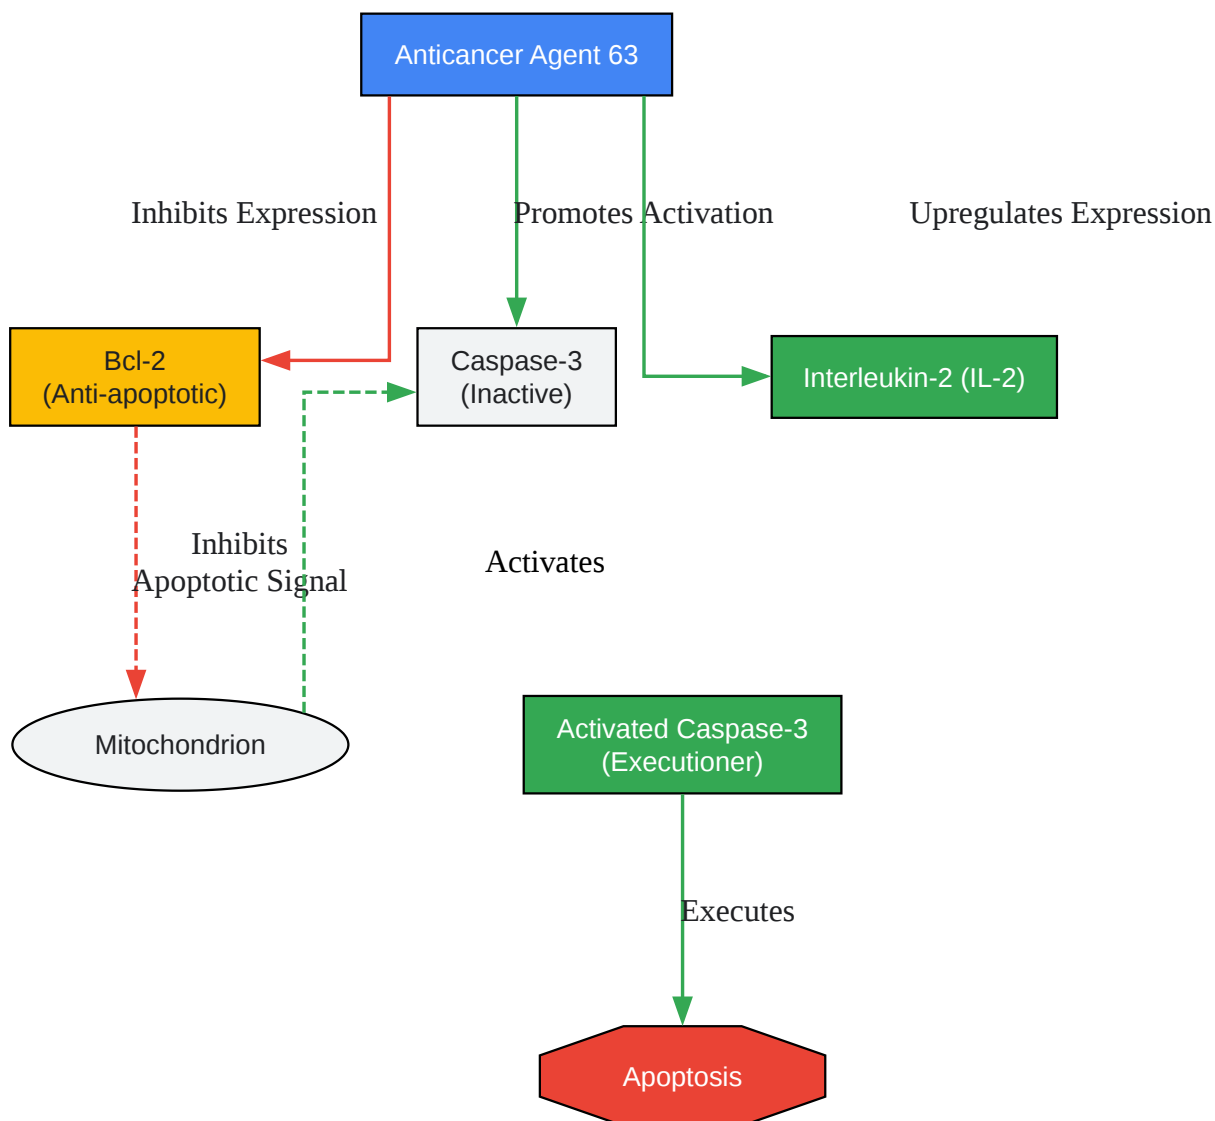 Anticancer Agent 63
Inhibits Expression
Promotes Activation
Upregulates Expression
Bcl-2
(Anti-apoptotic)
Caspase-3
(Inactive)
Interleukin-2 (IL-2)
Inhibits
Apoptotic Signal
Activates
Mitochondrion
Activated Caspase-3
(Executioner)
Executes
Apoptosis